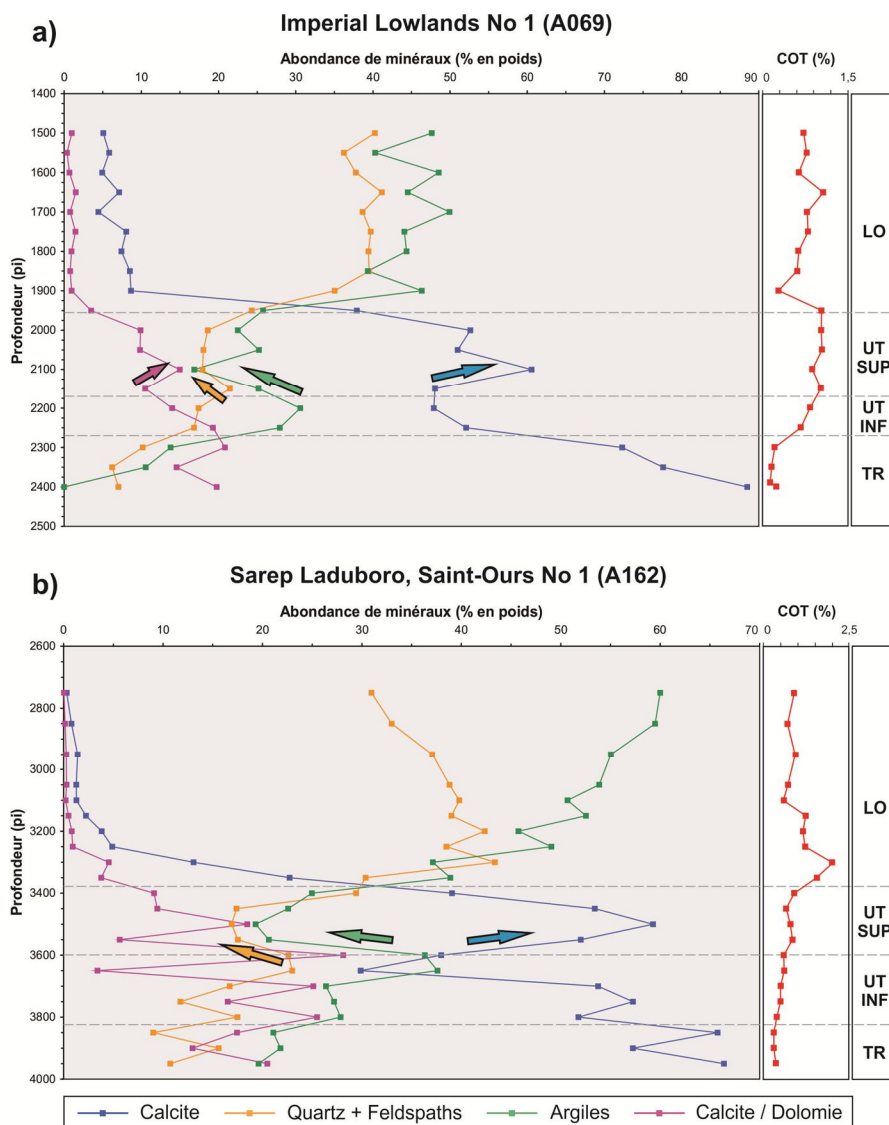 a)
Imperial Lowlands No 1 (A069)
Abondance de minéraux (% en poids)
COT (%)
0 10 20 30 40 50 60 70 80 90
0 1,5
Profondeur (pi)
1400
1500
1600
1700
1800
1900
2000
2100
2200
2300
2400
2500
LO
UT
SUP
UT
INF
TR
b)
Sarep Laduboro, Saint-Ours No 1 (A162)
Abondance de minéraux (% en poids)
COT (%)
0 10 20 30 40 50 60 70
0 2,5
Profondeur (pi)
2600
2800
3000
3200
3400
3600
3800
4000
LO
UT
SUP
UT
INF
TR
Calcite Quartz + Feldspaths Argiles Calcite / Dolomie